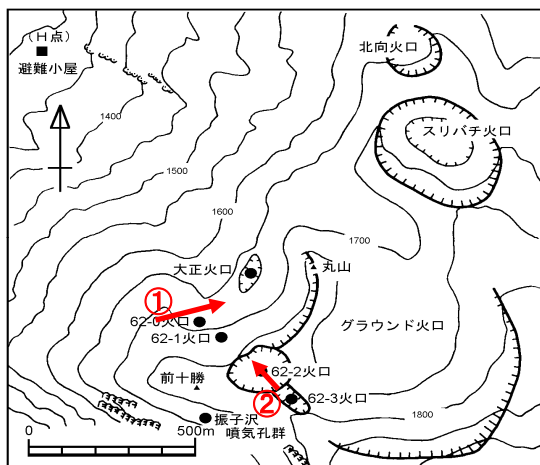 （H点）
避難小屋
北向火口
スリバチ火口
1400
1500
1600
1700
大正火口
丸山
①
62-0火口
62-1火口
グラウンド火口
前十勝
62-2火口
②
62-3火口
1800
振子沢
噴気孔群
0
500m